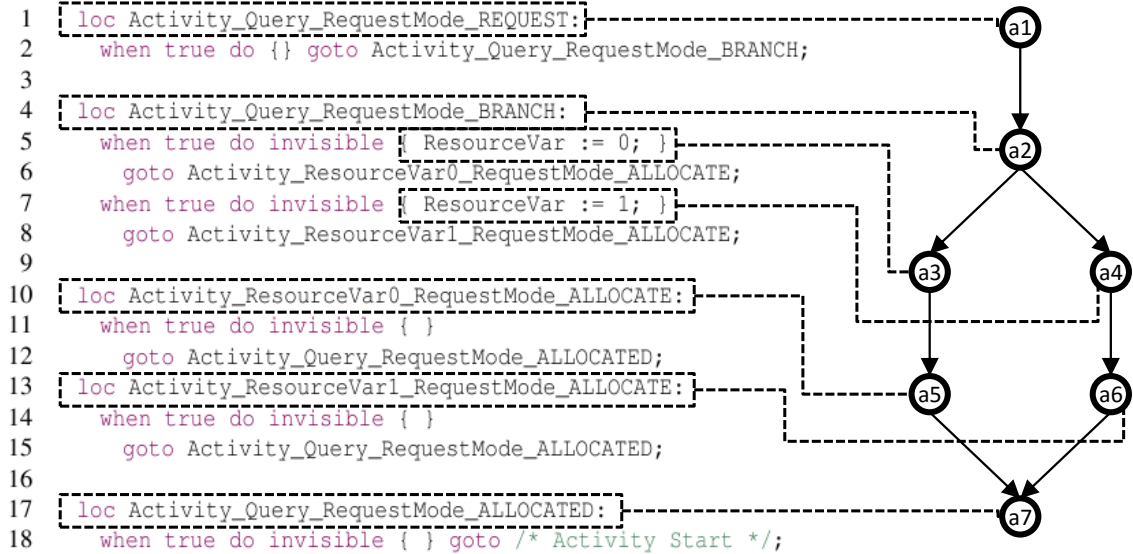 1 loc Activity_Query_RequestMode_REQUEST:
2 when true do {} goto Activity_Query_RequestMode_BRANCH;
3
4 loc Activity_Query_RequestMode_BRANCH:
5 when true do invisible { ResourceVar := 0; }
6 goto Activity_ResourceVar0_RequestMode_ALLOCATE;
7 when true do invisible { ResourceVar := 1; }
8 goto Activity_ResourceVar1_RequestMode_ALLOCATE;
9
10 loc Activity_ResourceVar0_RequestMode_ALLOCATE:
11 when true do invisible { }
12 goto Activity_Query_RequestMode_ALLOCATED;
13 loc Activity_ResourceVar1_RequestMode_ALLOCATE:
14 when true do invisible { }
15 goto Activity_Query_RequestMode_ALLOCATED;
16
17 loc Activity_Query_RequestMode_ALLOCATED:
18 when true do invisible { } goto /* Activity Start */;
a1
a2
a3
a4
a5
a6
a7